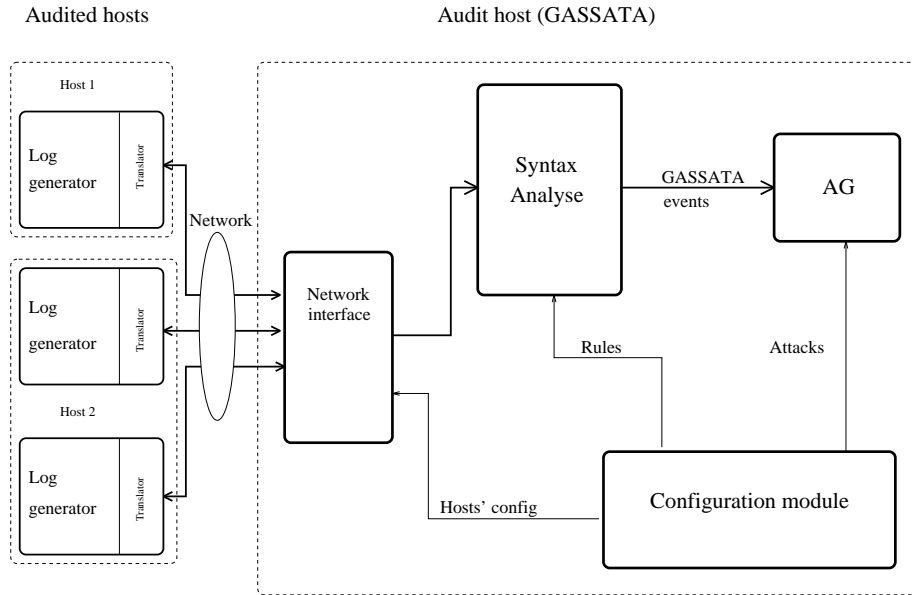 Audited hosts
Audit host (GASSATA)
Host 1
Log
generator
Translator
Network
Log
generator
Translator
Host 2
Log
generator
Translator
Network
interface
Syntax
Analyse
GASSATA
events
AG
Rules
Attacks
Hosts' config
Configuration module